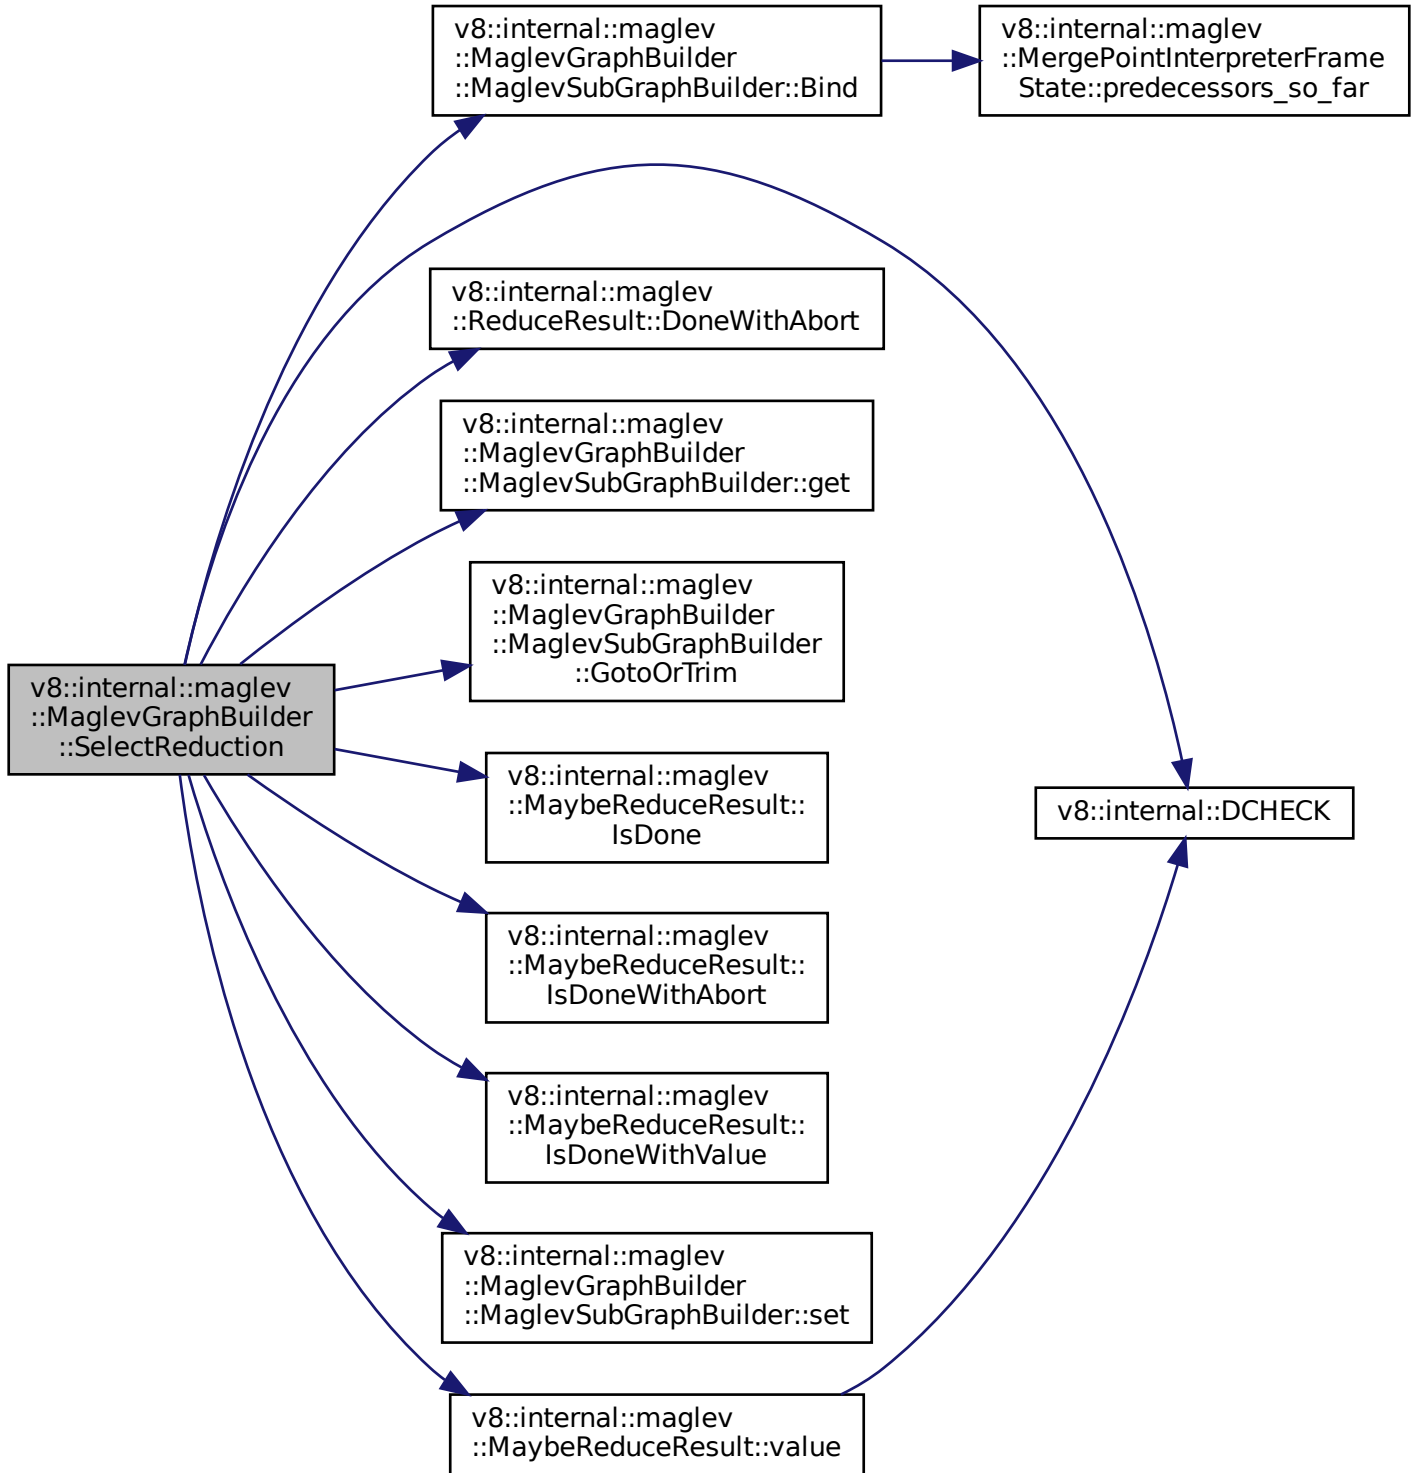 v8::internal::maglev
::MaglevGraphBuilder
::MaglevSubGraphBuilder::Bind
v8::internal::maglev
::MergePointInterpreterFrame
State::predecessors_so_far
v8::internal::maglev
::ReduceResult::DoneWithAbort
v8::internal::maglev
::MaglevGraphBuilder
::MaglevSubGraphBuilder::get
v8::internal::maglev
::MaglevGraphBuilder
::MaglevSubGraphBuilder
::GotoOrTrim
v8::internal::maglev
::MaglevGraphBuilder
::SelectReduction
v8::internal::maglev
::MaybeReduceResult::
IsDone
v8::internal::DCHECK
v8::internal::maglev
::MaybeReduceResult::
IsDoneWithAbort
v8::internal::maglev
::MaybeReduceResult::
IsDoneWithValue
v8::internal::maglev
::MaglevGraphBuilder
::MaglevSubGraphBuilder::set
v8::internal::maglev
::MaybeReduceResult::value